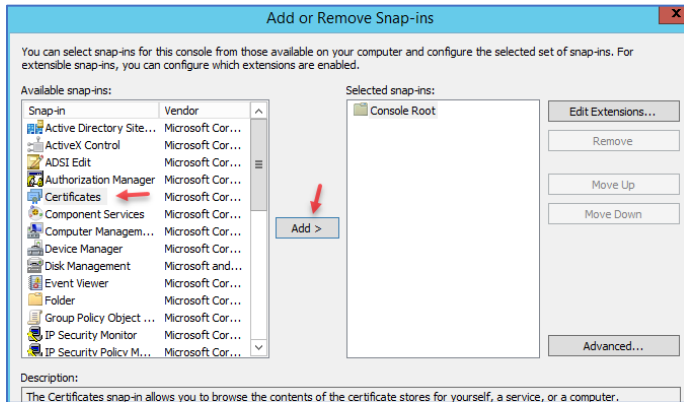 Add or Remove Snap-ins
x
You can select snap-ins for this console from those available on your computer and configure the selected set of snap-ins. For
extensible snap-ins, you can configure which extensions are enabled.
Available snap-ins:
Snap-in Vendor
Active Directory Site... Microsoft Cor...
ActiveX Control Microsoft Cor...
ADSI Edit Microsoft Cor...
Authorization Manager Microsoft Cor...
Certificates Microsoft Cor...
Component Services Microsoft Cor...
Computer Managem... Microsoft Cor...
Device Manager Microsoft Cor...
Disk Management Microsoft and...
Event Viewer Microsoft Cor...
Folder Microsoft Cor...
Group Policy Object ... Microsoft Cor...
IP Security Monitor Microsoft Cor...
IP Security Policy M... Microsoft Cor...
Add >
Selected snap-ins:
Console Root
Edit Extensions...
Remove
Move Up
Move Down
Advanced...
Description:
The Certificates snap-in allows you to browse the contents of the certificate stores for yourself, a service, or a computer.